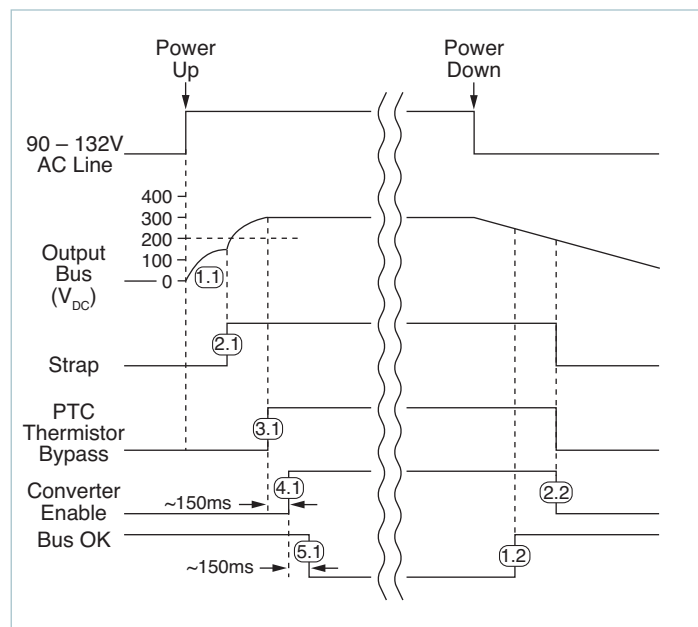 Power
Up
Power
Down
90 – 132V
AC Line
400
300
200
100
0
Output
Bus
(VDC)
1.1
2.1
Strap
PTC
Thermistor
Bypass
3.1
Converter
Enable
~150ms
4.1
2.2
Bus OK
5.1
1.2
~150ms